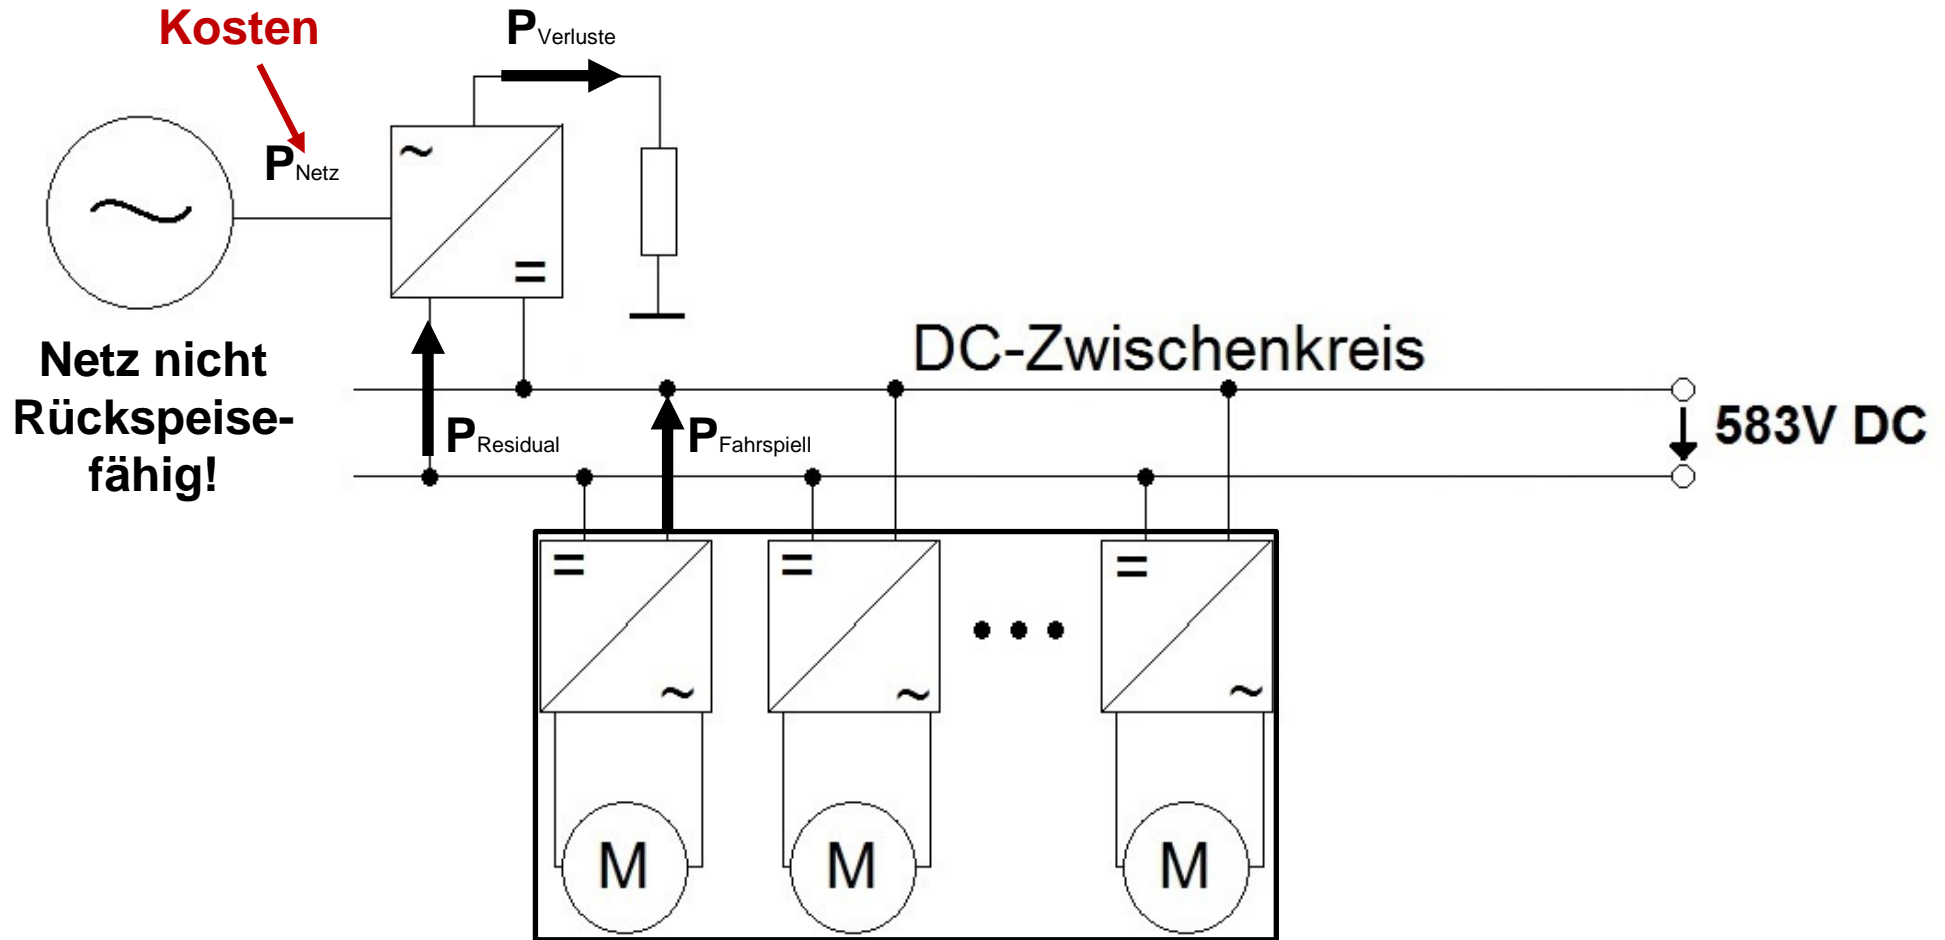 Kosten
PVerluste
PNetz
~
~
=
Netz nicht
Rückspeise-
fähig!
DC-Zwischenkreis
583V DC
PResidual
PFahrspiell
= = =
~ ~ ~
M M M